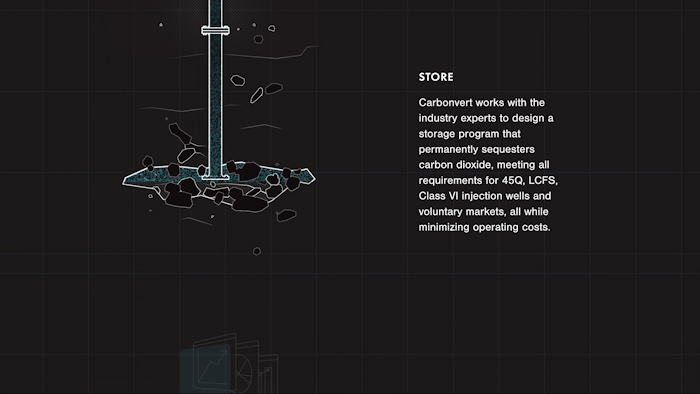 STORE
Carbonvert works with the
industry experts to design a
storage program that
permanently sequesters
carbon dioxide, meeting all
requirements for 45Q, LCFS,
Class VI injection wells and
voluntary markets, all while
minimizing operating costs.